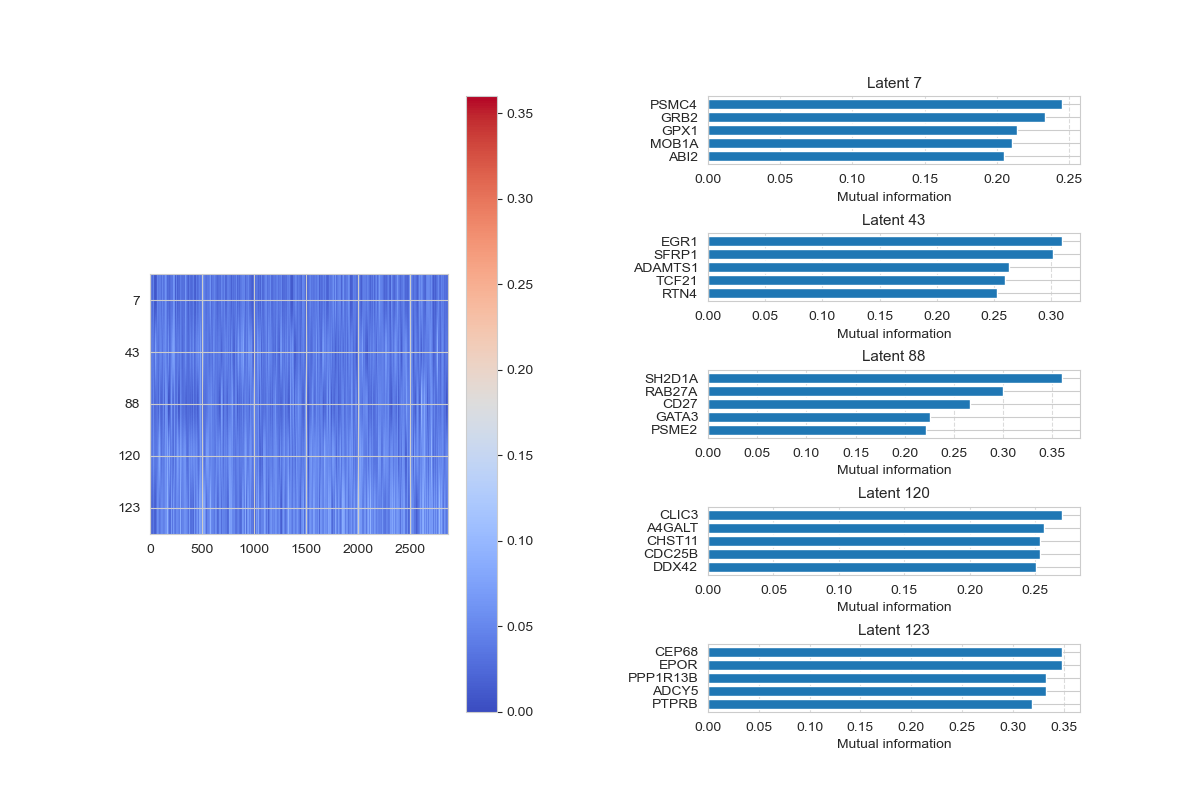 7
43
88
120
123
0 500 1000 1500 2000 2500
0.35
0.30
0.25
0.20
0.15
0.10
0.05
0.00
Latent 7
PSMC4
GRB2
GPX1
MOB1A
ABI2
0.00 0.05 0.10 0.15 0.20 0.25
Mutual information
Latent 43
EGR1
SFRP1
ADAMTS1
TCF21
RTN4
0.00 0.05 0.10 0.15 0.20 0.25 0.30
Mutual information
Latent 88
SH2D1A
RAB27A
CD27
GATA3
PSME2
0.00 0.05 0.10 0.15 0.20 0.25 0.30 0.35
Mutual information
Latent 120
CLIC3
A4GALT
CHST11
CDC25B
DDX42
0.00 0.05 0.10 0.15 0.20 0.25
Mutual information
Latent 123
CEP68
EPOR
PPP1R13B
ADCY5
PTPRB
0.00 0.05 0.10 0.15 0.20 0.25 0.30 0.35
Mutual information